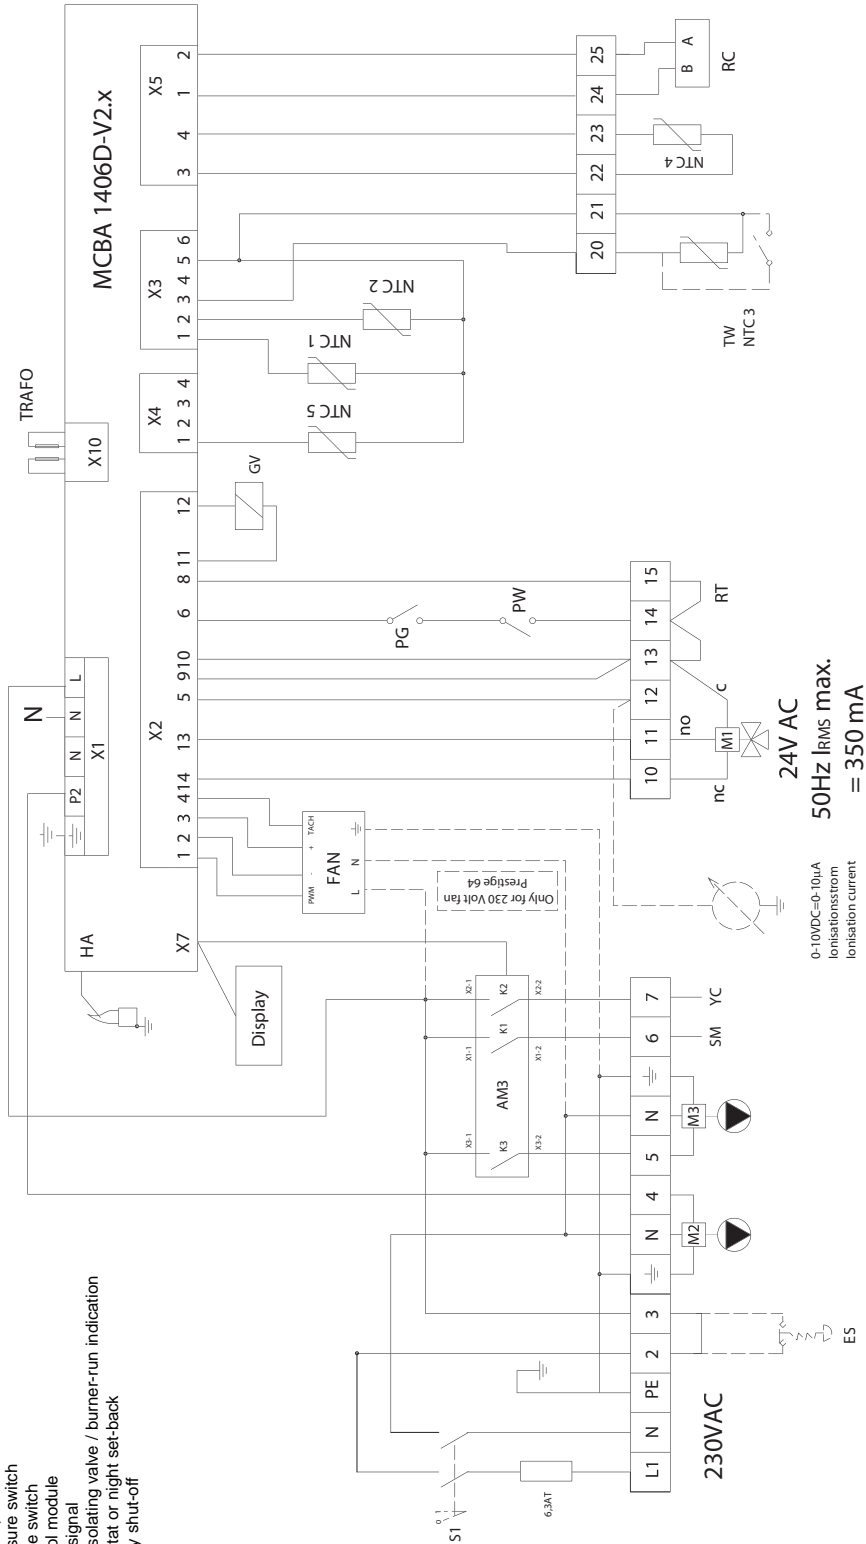 sure switch
e switch
ol module
signal
solating valve / burner-run indication
tat or night set-back
y shut-off
TRAFO
X10
MCBA 1406D-V2.x
N
P2 N N L
X1
HA
X7
X2
1 2 3 4 14 13 5 9 10 6 8 11 12
X4
1 2 3 4
X3
1 2 3 4 5 6
X5
3 4 1 2
Display
GV
NTC 5
NTC 1
NTC 2
PWM - + TACH
FAN
L N
Only for 230 Volt fan
Prestige 64
PG
PW
X3-1 X1-1 X2-1
K3 K1 K2
AM3
X3-2 X1-2 X2-2
S1
0 1
6,3AT
L1 N PE 2 3 N 4 5 N 6 7
10 11 12 13 14 15
20 21 22 23 24 25
230VAC
ES
M2
M3
SM
YC
0-10VDC=0-10µA
Ionisationsstrom
Ionisation current
nc
no
c
M1
RT
24V AC
50Hz IRMS max.
= 350 mA
TW
NTC 3
NTC 4
B A
RC